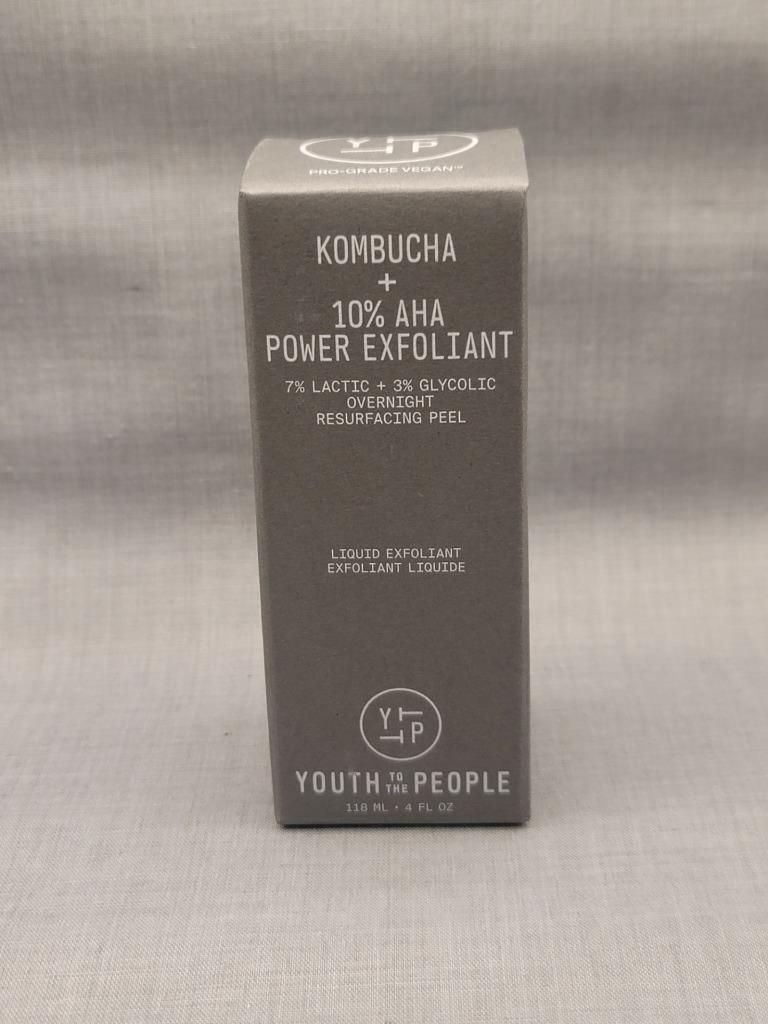 YTTP
PRO-GRADE VEGAN™
KOMBUCHA
+
10% AHA
POWER EXFOLIANT
7% LACTIC + 3% GLYCOLIC
OVERNIGHT
RESURFACING PEEL
LIQUID EXFOLIANT
EXFOLIANT LIQUIDE
YTTP
YOUTH TO THE PEOPLE
118 ML • 4 FL OZ